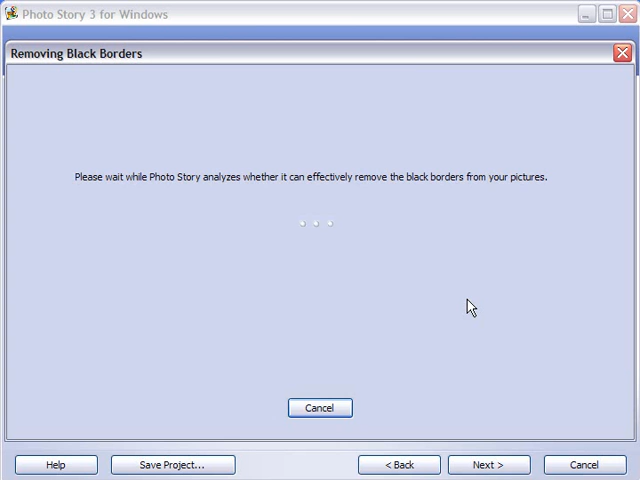 Photo Story 3 for Windows
Removing Black Borders
Please wait while Photo Story analyzes whether it can effectively remove the black borders from your pictures.
Cancel
Help
Save Project...
< Back
Next >
Cancel